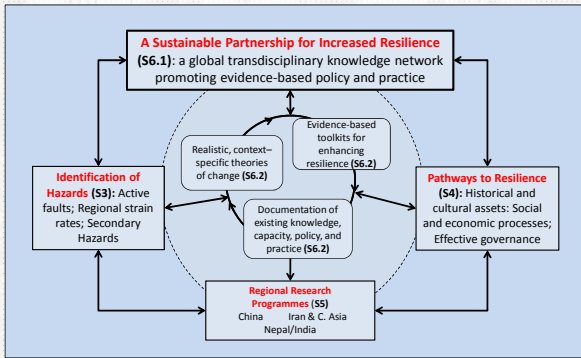 A Sustainable Partnership for Increased Resilience
(S6.1): a global transdisciplinary knowledge network
promoting evidence-based policy and practice
Evidence-based
toolkits for
enhancing
resilience (S6.2)
Realistic, context–
specific theories
of change (S6.2)
Identification of
Hazards (S3): Active
faults; Regional strain
rates; Secondary
Hazards
Pathways to Resilience
(S4): Historical and
cultural assets: Social
and economic processes;
Effective governance
Documentation of
existing knowledge,
capacity, policy, and
practice (S6.2)
Regional Research
Programmes (S5)
China Iran & C. Asia
Nepal/India